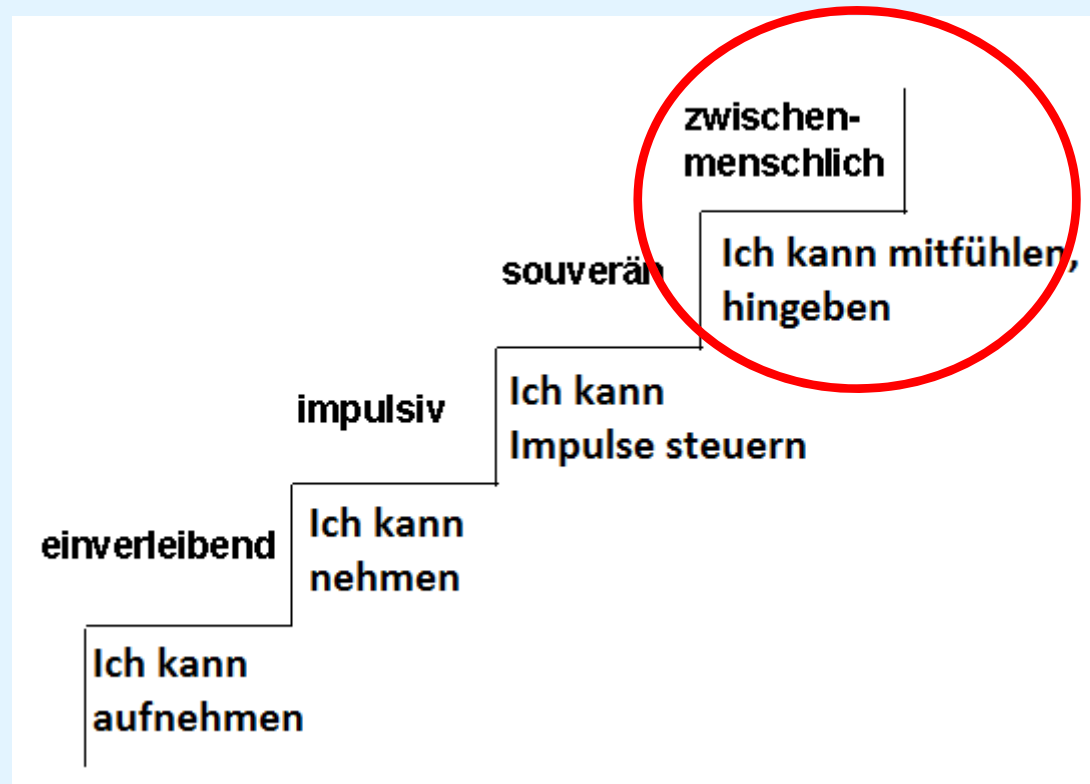 zwischen-
menschlich
Ich kann mitfühlen,
hingeben
souverän
Ich kann
Impulse steuern
impulsiv
Ich kann
nehmen
einverleibend
Ich kann
aufnehmen